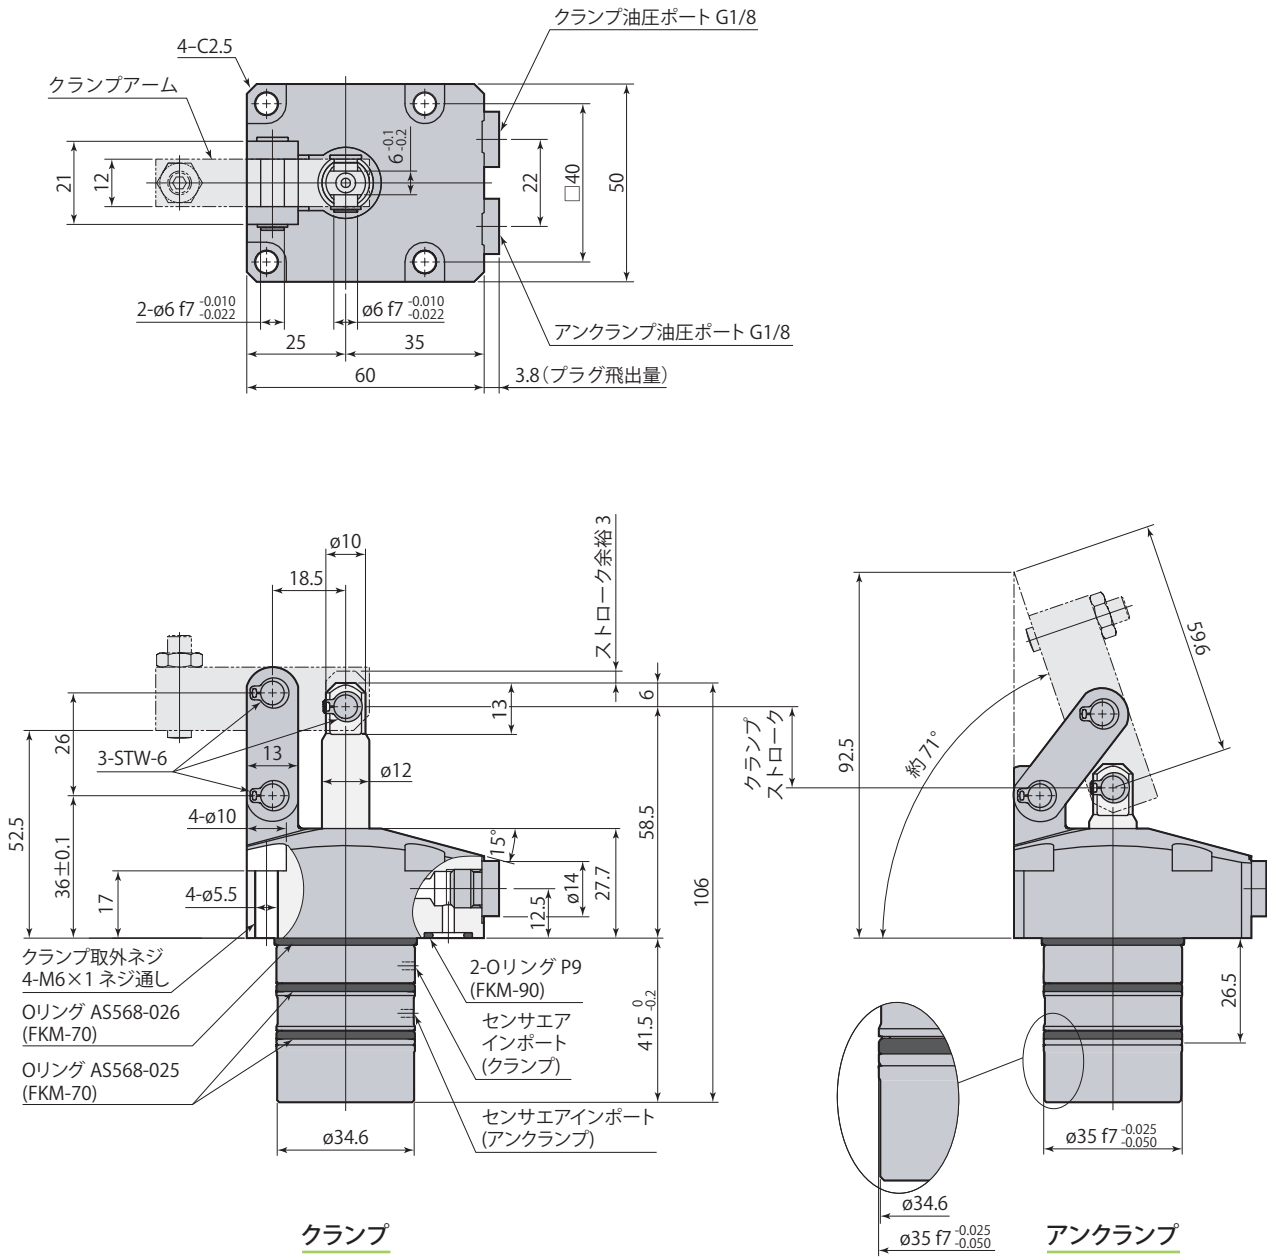 クランプ油圧ポート G1/8
4-C2.5
クランプアーム
6 -0.1 -0.2
21
12
22
□40
50
2-ø6 f7 -0.010 -0.022
ø6 f7 -0.010 -0.022
アンクランプ油圧ポート G1/8
25
35
60
3.8(プラグ飛出量)
ø10
ストローク余裕 3
18.5
59.6
6
13
クランプ
ストローク
92.5
約 71°
26
3-STW-6
13
ø12
52.5
4-ø10
58.5
15°
36±0.1
106
17
4-ø5.5
ø14
27.7
12.5
クランプ取外ネジ
4-M6×1 ネジ通し
2-Oリング P9
(FKM-90)
Oリング AS568-026
(FKM-70)
センサエア
インポート
(クランプ)
41.5 0 -0.2
26.5
Oリング AS568-025
(FKM-70)
センサエアインポート
(アンクランプ)
ø34.6
ø35 f7 -0.025 -0.050
ø34.6
ø35 f7 -0.025 -0.050
クランプ
アンクランプ